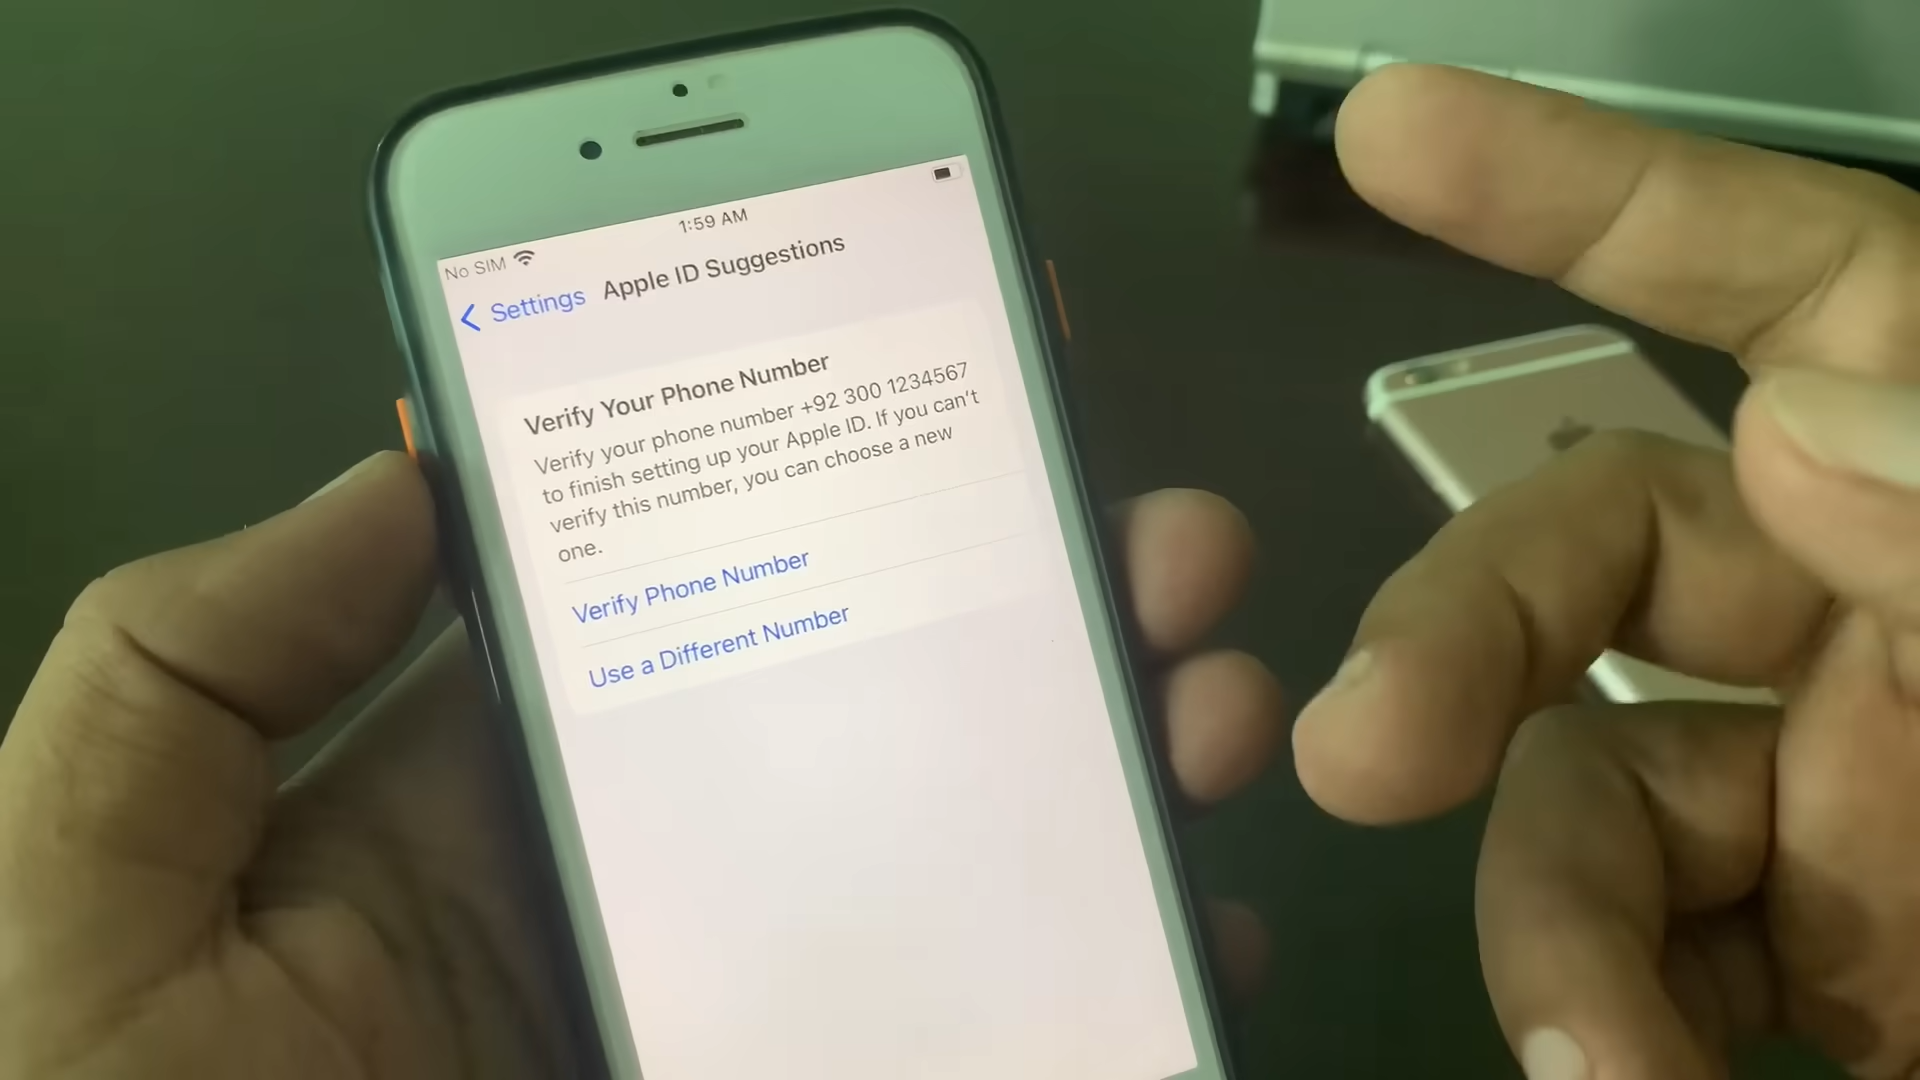 1:59 AM
No SIM
Settings
Apple ID Suggestions
Verify Your Phone Number
Verify your phone number +92 300 1234567
to finish setting up your Apple ID. If you can't
verify this number, you can choose a new
one.
Verify Phone Number
Use a Different Number